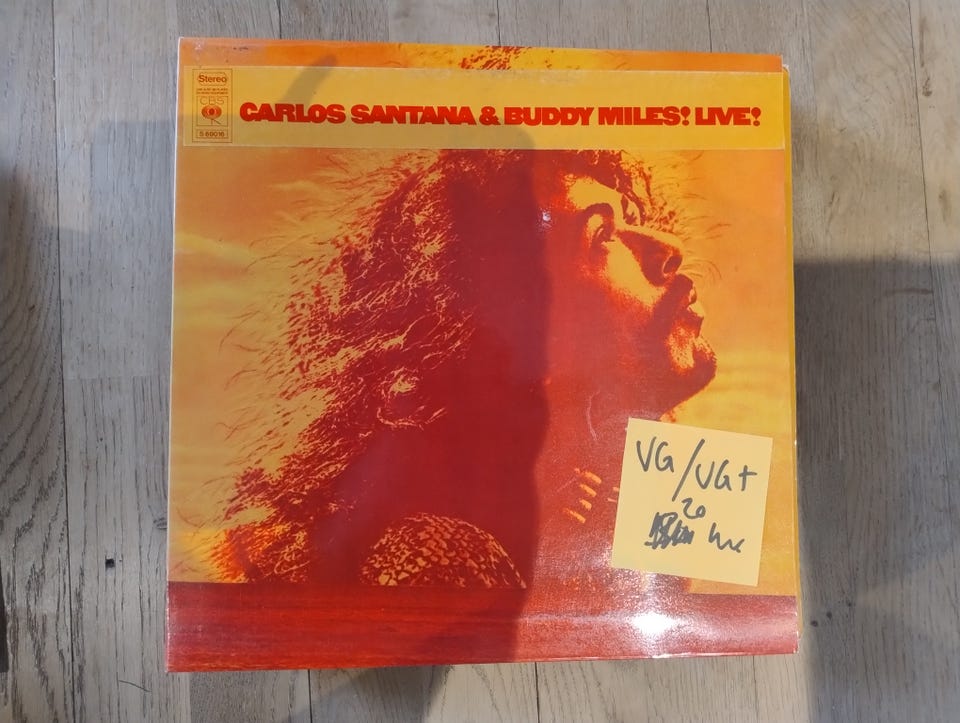 Stereo
CBS
S 69016
CARLOS SANTANA & BUDDY MILES! LIVE!
VG/VG+
20